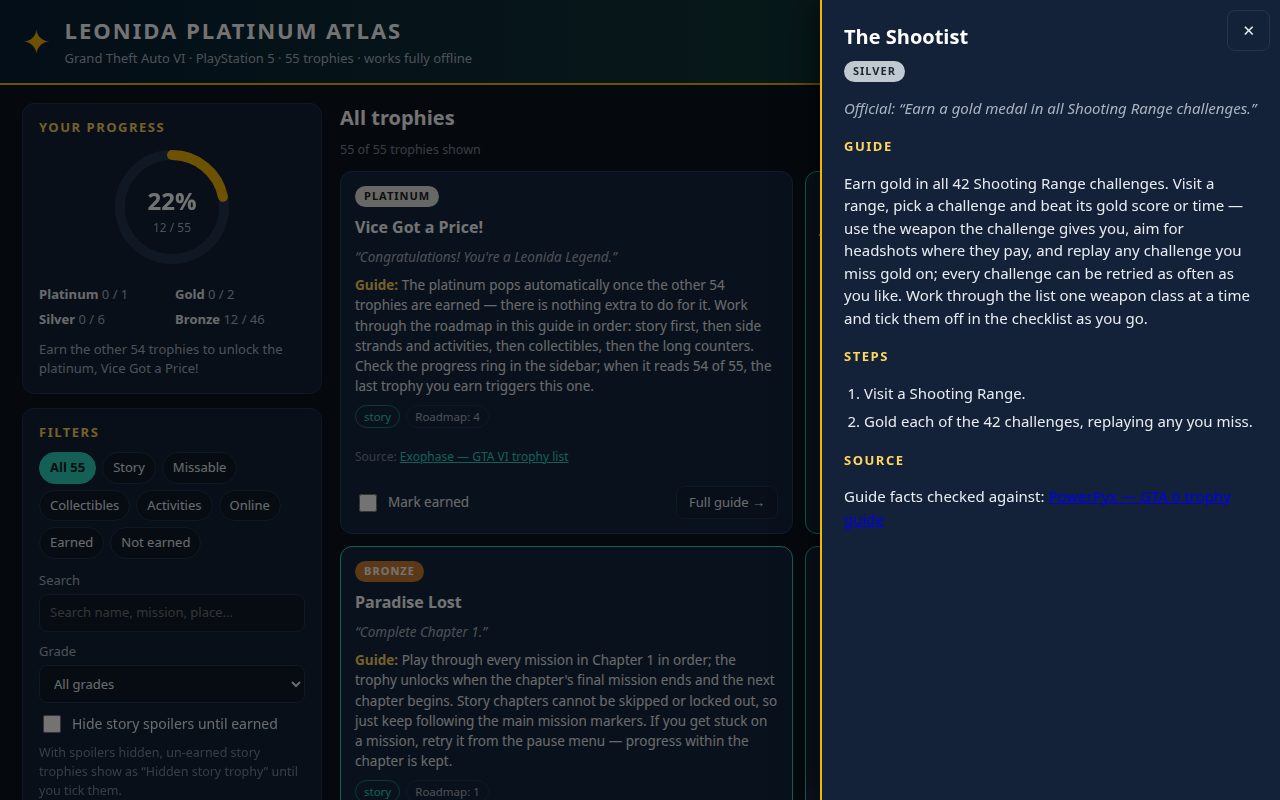 LEONIDA PLATINUM ATLAS
Grand Theft Auto VI · PlayStation 5 · 55 trophies · works fully offline
YOUR PROGRESS
22%
12 / 55
Platinum 0 / 1
Gold 0 / 2
Silver 0 / 6
Bronze 12 / 46
Earn the other 54 trophies to unlock the
platinum, Vice Got a Price!
FILTERS
All 55
Story
Missable
Collectibles
Activities
Online
Earned
Not earned
Search
Search name, mission, place...
Grade
All grades
Hide story spoilers until earned
With spoilers hidden, un-earned story
trophies show as “Hidden story trophy” until
you tick them.
All trophies
55 of 55 trophies shown
PLATINUM
Vice Got a Price!
“Congratulations! You're a Leonida Legend.”
Guide: The platinum pops automatically once the other 54
trophies are earned — there is nothing extra to do for it. Work
through the roadmap in this guide in order: story first, then side
strands and activities, then collectibles, then the long counters.
Check the progress ring in the sidebar; when it reads 54 of 55, the
last trophy you earn triggers this one.
story
Roadmap: 4
Source: Exophase — GTA VI trophy list
Mark earned
Full guide →
BRONZE
Paradise Lost
“Complete Chapter 1.”
Guide: Play through every mission in Chapter 1 in order; the
trophy unlocks when the chapter's final mission ends and the next
chapter begins. Story chapters cannot be skipped or locked out, so
just keep following the main mission markers. If you get stuck on
a mission, retry it from the pause menu — progress within the
chapter is kept.
story
Roadmap: 1
The Shootist
✕
SILVER
Official: “Earn a gold medal in all Shooting Range challenges.”
GUIDE
Earn gold in all 42 Shooting Range challenges. Visit a
range, pick a challenge and beat its gold score or time —
use the weapon the challenge gives you, aim for
headshots where they pay, and replay any challenge you
miss gold on; every challenge can be retried as often as
you like. Work through the list one weapon class at a time
and tick them off in the checklist as you go.
STEPS
1. Visit a Shooting Range.
2. Gold each of the 42 challenges, replaying any you miss.
SOURCE
Guide facts checked against: PowerPyx — GTA 6 trophy
guide